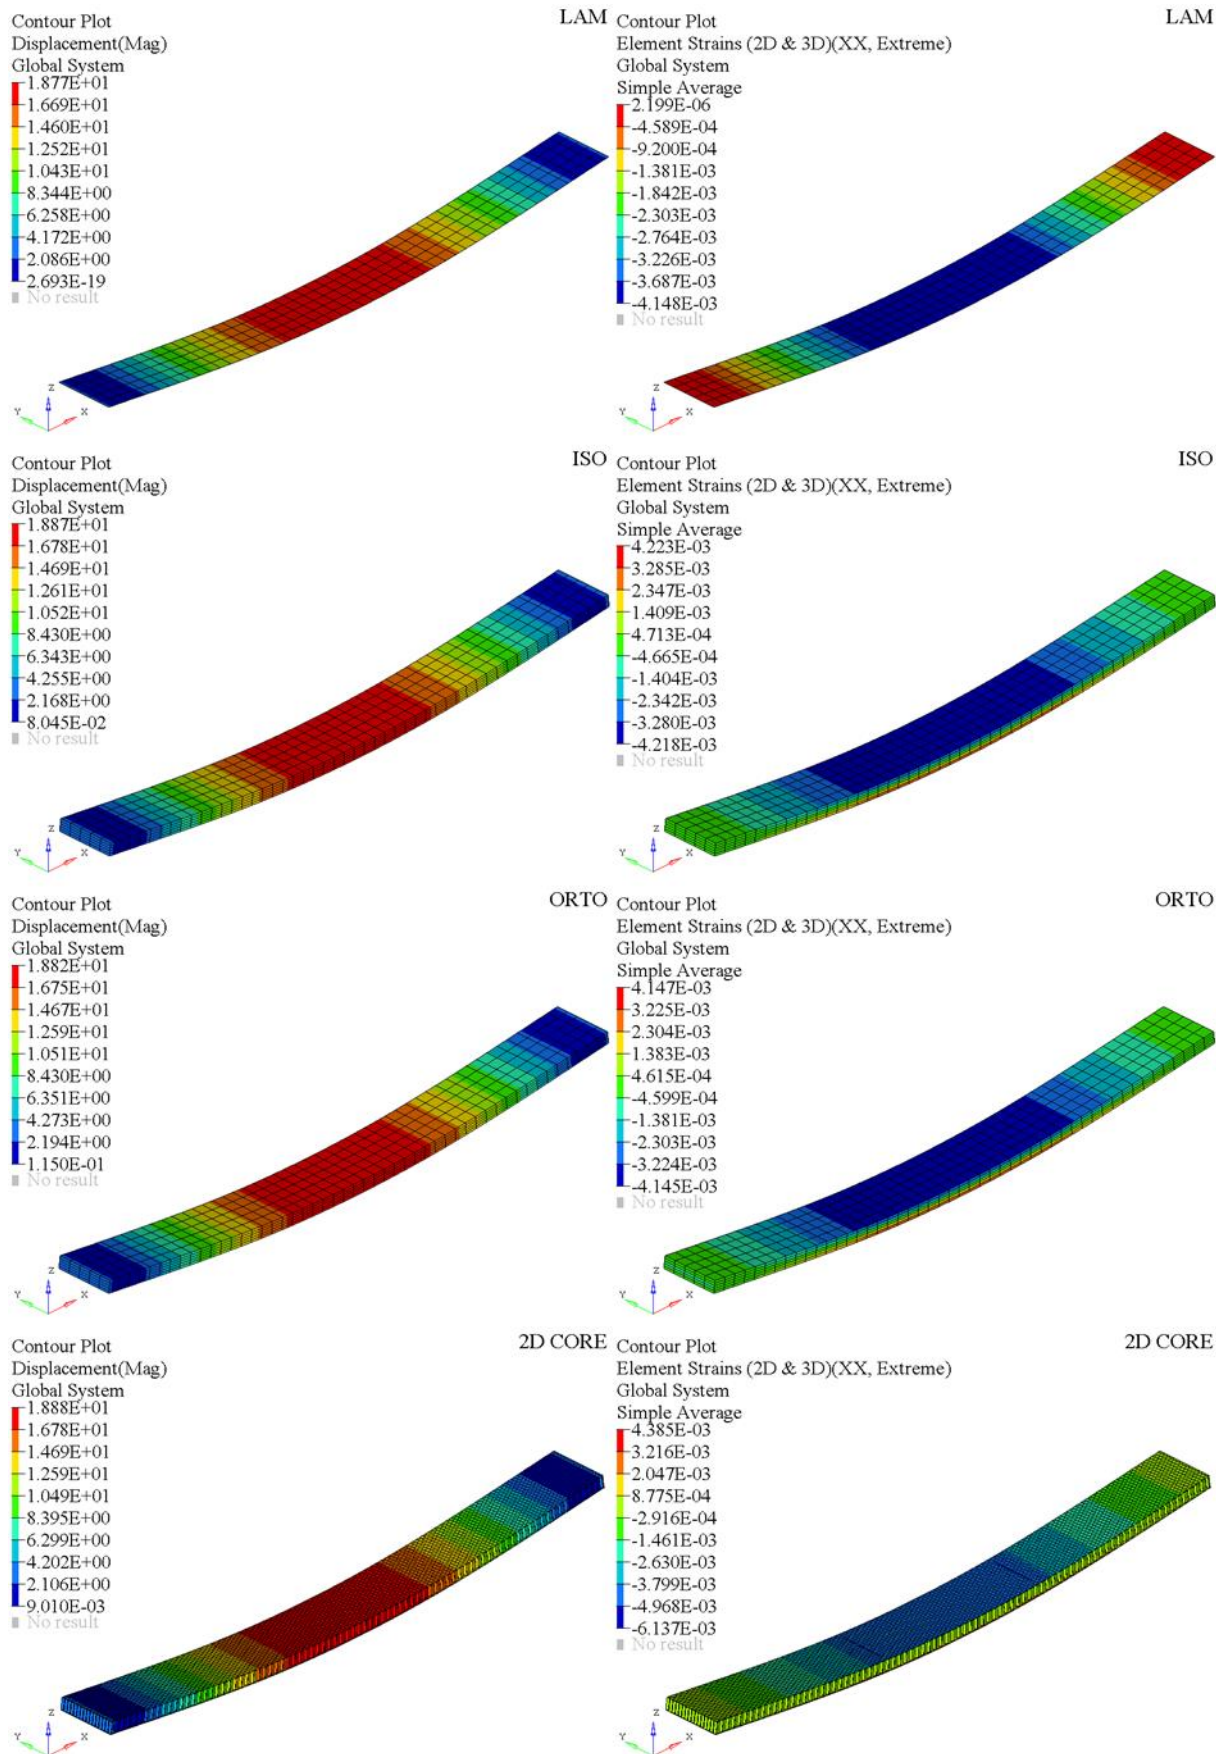 Contour Plot
Displacement(Mag)
Global System
1.877E+01
1.669E+01
1.460E+01
1.252E+01
1.043E+01
8.344E+00
6.258E+00
4.172E+00
2.086E+00
2.693E-19
No result
LAM
Z
Y
X
Contour Plot
Element Strains (2D & 3D)(XX, Extreme)
Global System
Simple Average
2.199E-06
-4.589E-04
-9.200E-04
-1.381E-03
-1.842E-03
-2.303E-03
-2.764E-03
-3.226E-03
-3.687E-03
-4.148E-03
No result
LAM
Z
Y
X
Contour Plot
Displacement(Mag)
Global System
1.887E+01
1.678E+01
1.469E+01
1.261E+01
1.052E+01
8.430E+00
6.343E+00
4.255E+00
2.168E+00
8.045E-02
No result
ISO
Z
Y
X
Contour Plot
Element Strains (2D & 3D)(XX, Extreme)
Global System
Simple Average
4.223E-03
3.285E-03
2.347E-03
1.409E-03
4.713E-04
-4.665E-04
-1.404E-03
-2.342E-03
-3.280E-03
-4.218E-03
No result
ISO
Z
Y
X
Contour Plot
Displacement(Mag)
Global System
1.882E+01
1.675E+01
1.467E+01
1.259E+01
1.051E+01
8.430E+00
6.351E+00
4.273E+00
2.194E+00
1.150E-01
No result
ORTO
Z
Y
X
Contour Plot
Element Strains (2D & 3D)(XX, Extreme)
Global System
Simple Average
4.147E-03
3.225E-03
2.304E-03
1.383E-03
4.615E-04
-4.599E-04
-1.381E-03
-2.303E-03
-3.224E-03
-4.145E-03
No result
ORTO
Z
Y
X
Contour Plot
Displacement(Mag)
Global System
1.888E+01
1.678E+01
1.469E+01
1.259E+01
1.049E+01
8.395E+00
6.299E+00
4.202E+00
2.106E+00
9.010E-03
No result
2D CORE
Z
Y
X
Contour Plot
Element Strains (2D & 3D)(XX, Extreme)
Global System
Simple Average
4.385E-03
3.216E-03
2.047E-03
8.775E-04
-2.916E-04
-1.461E-03
-2.630E-03
-3.799E-03
-4.968E-03
-6.137E-03
No result
2D CORE
Z
Y
X